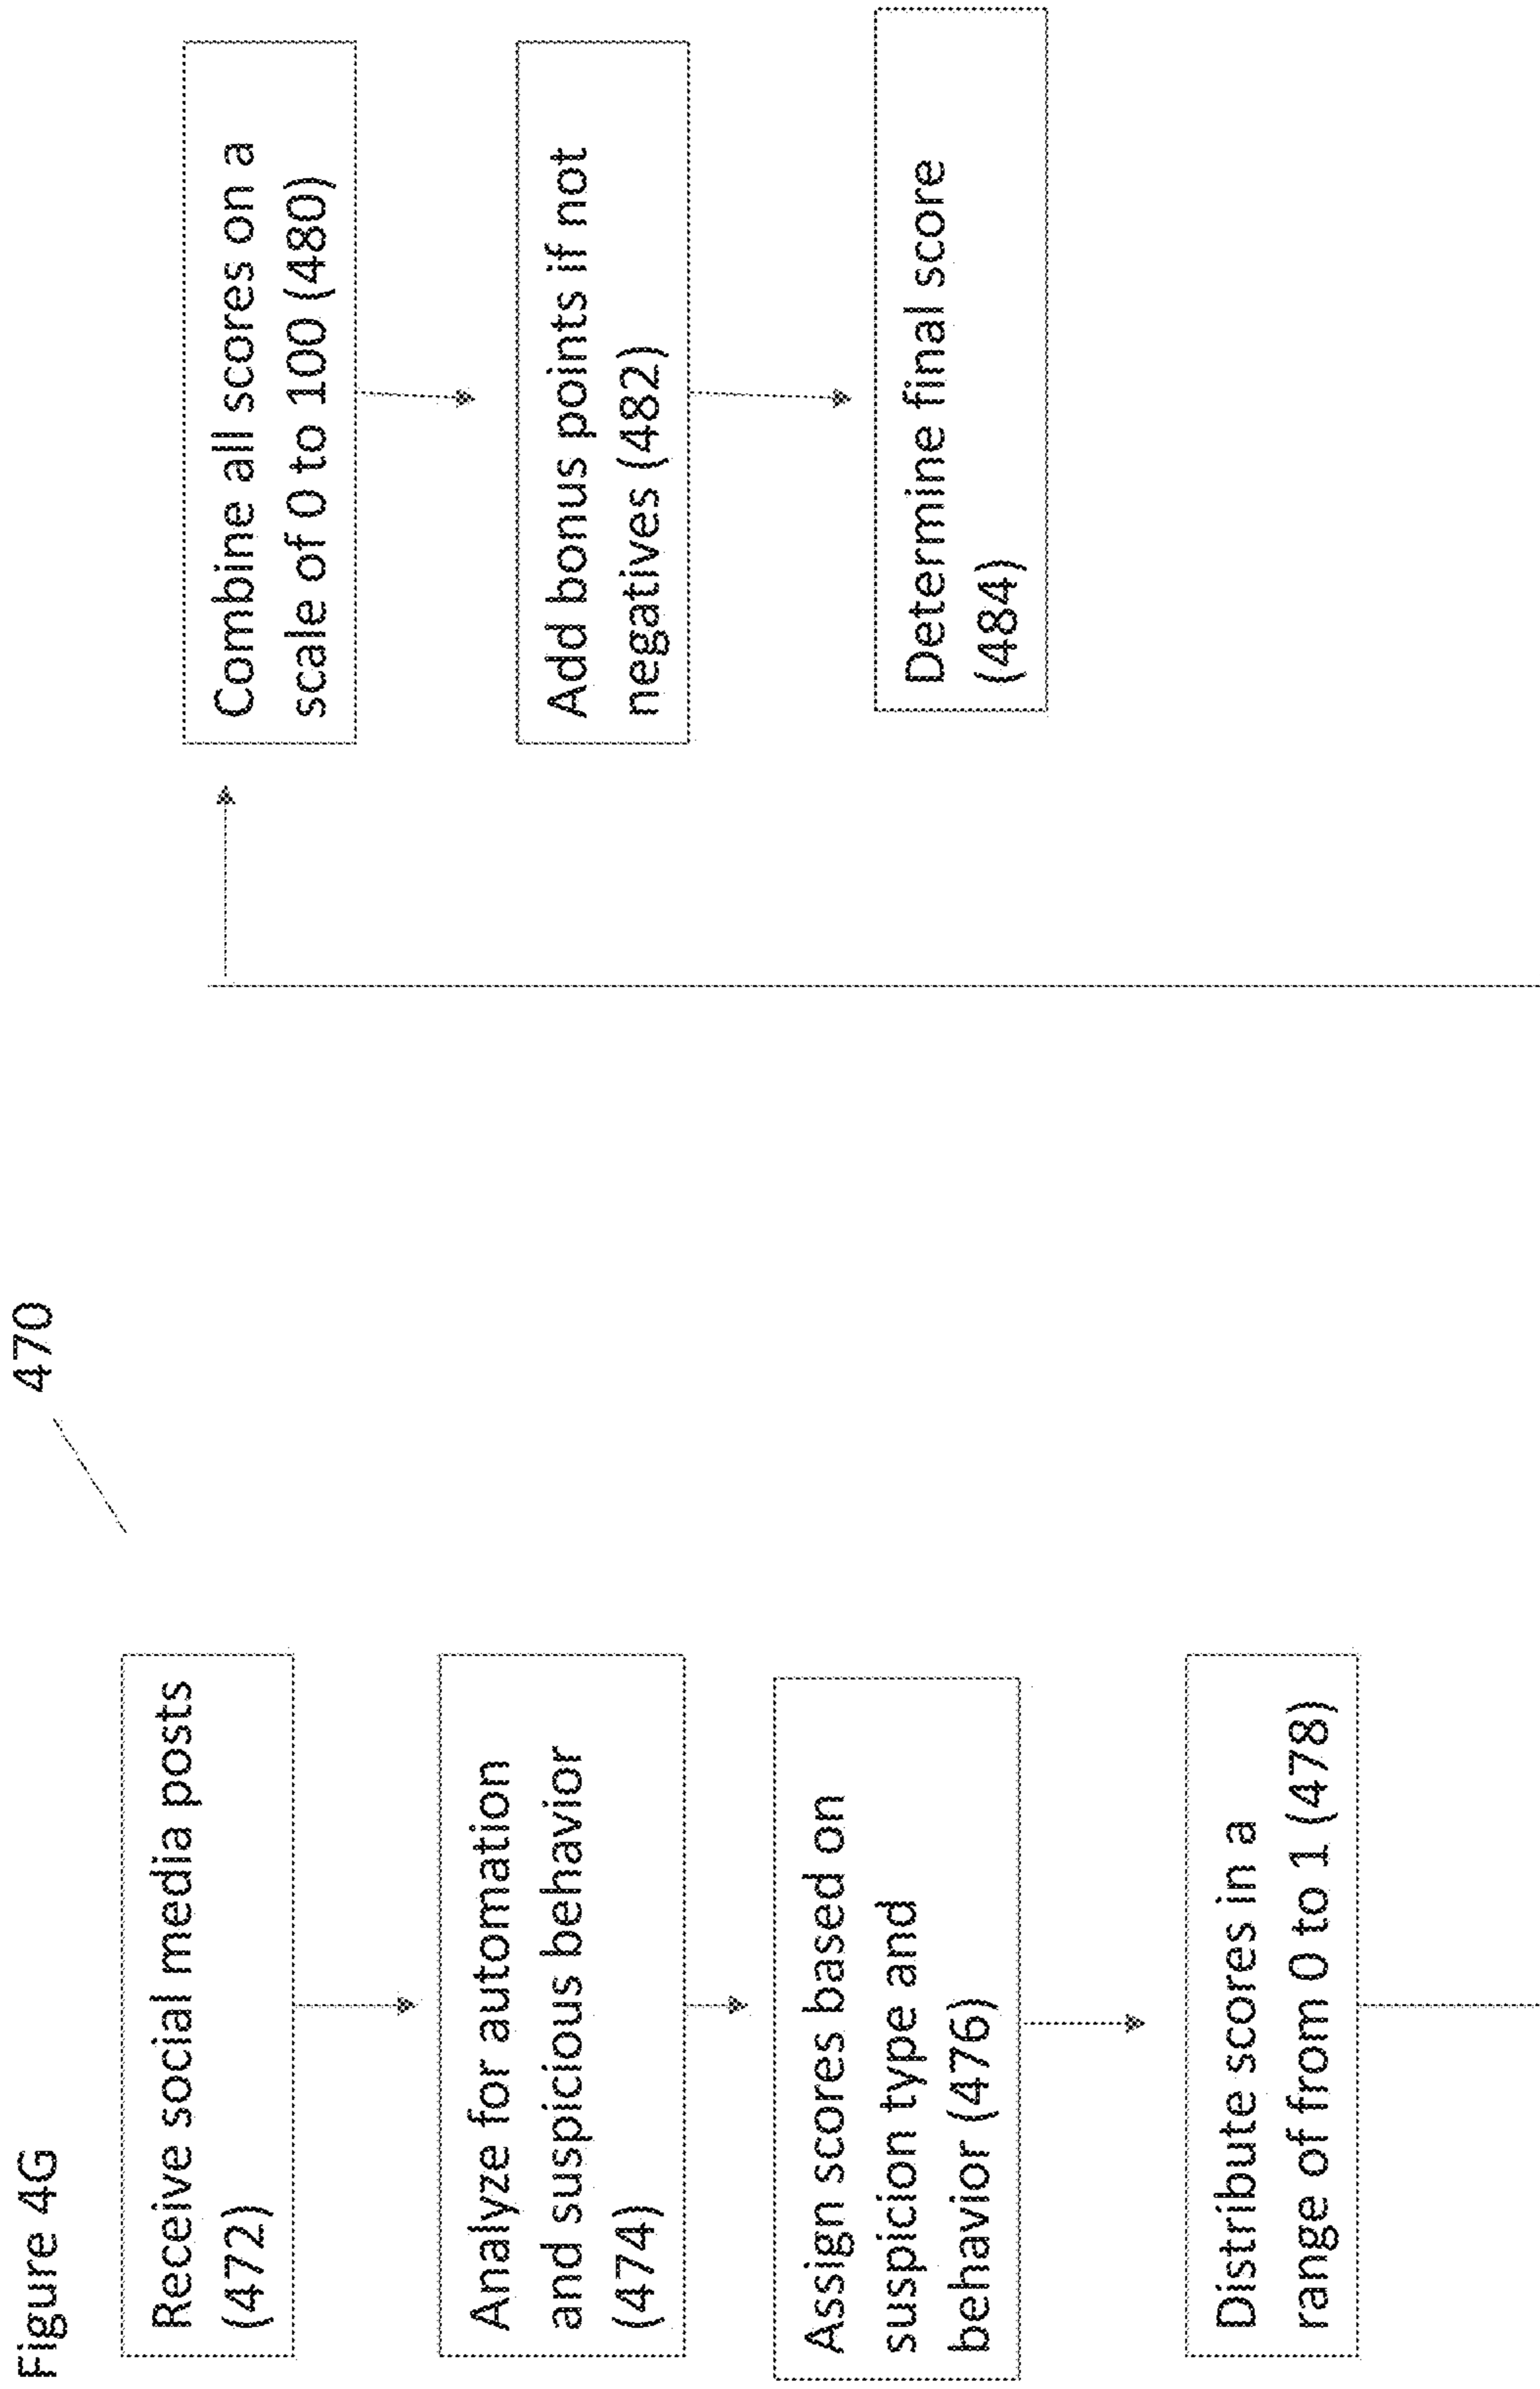 Figure 4G
470
Receive social media posts
(472)
Analyze for automation
and suspicious behavior
(474)
Assign scores based on
suspicion type and
behavior (476)
Distribute scores in a
range of from 0 to 1 (478)
Combine all scores on a
scale of 0 to 100 (480)
Add bonus points if not
negatives (482)
Determine final score
(484)